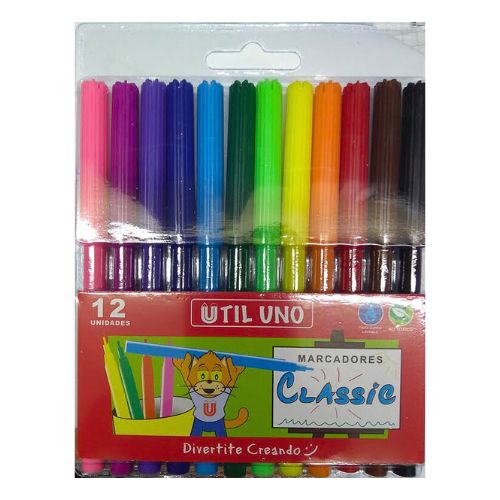 12
UNIDADES
UTIL UNO
MARCADORES
CLASSIC
U
Divertite Creando